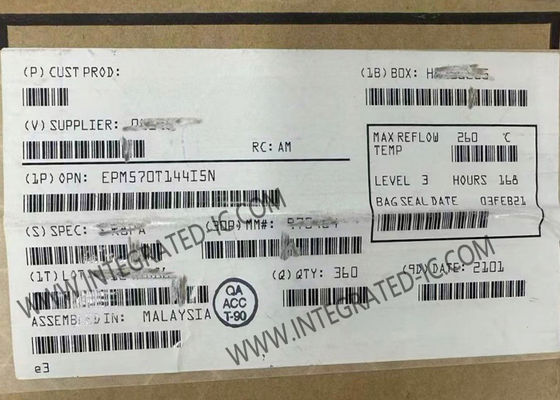 (P) CUST PROD:
(1B) BOX:
(V) SUPPLIER:
RC: AM
MAX REFLOW TEMP 260 °C
LEVEL 3 HOURS 168
BAG SEAL DATE 03FEB21
(1P) OPN: EPM570T144I5N
(S) SPEC:
(30P) MM#:
(1T) LOT
(Q) QTY: 360
(9D) DATE: 2101
QA
ACC
T-90
ASSEMBLED IN: MALAYSIA
e3
WWW.INTEGRATED-IC.COM
WWW.INTEGRATED-IC.COM